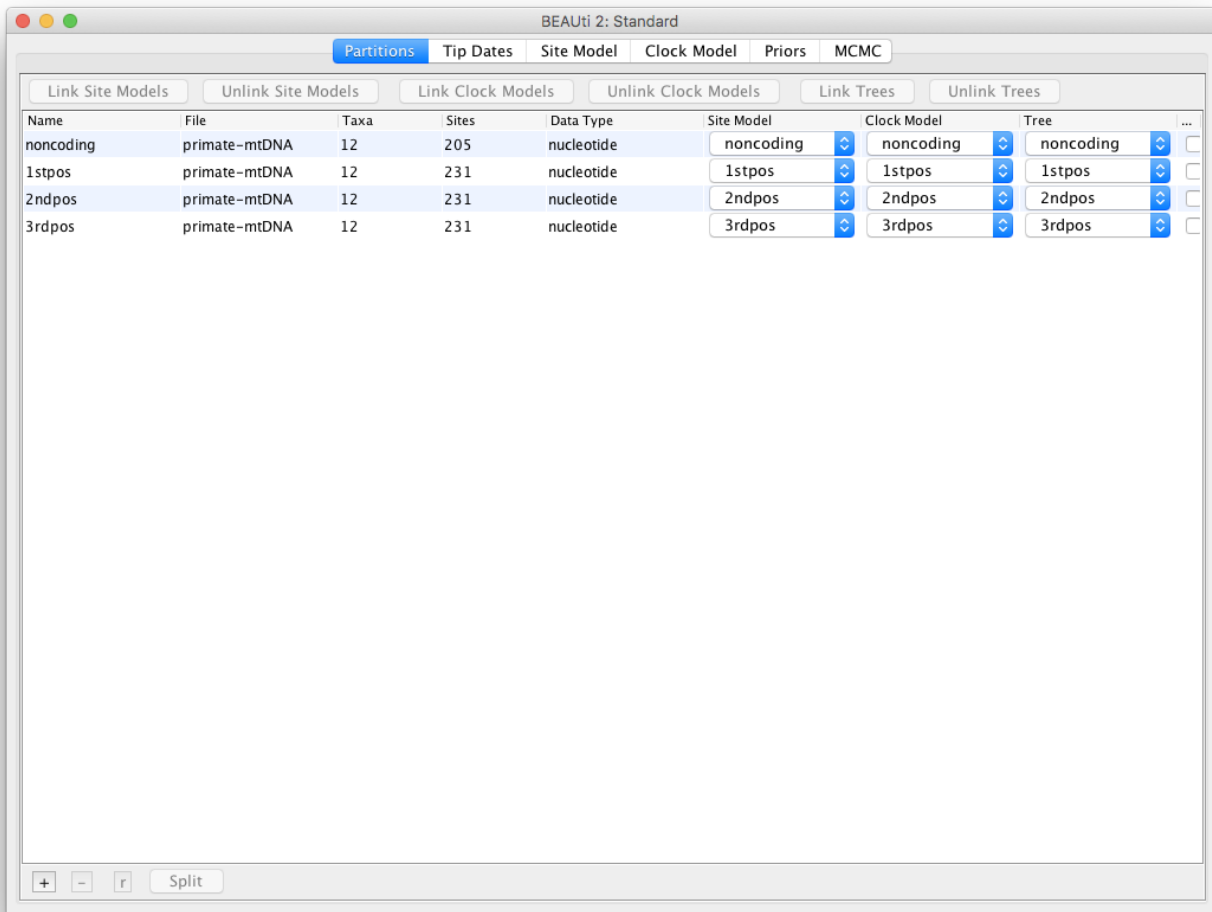 BEAUti 2: Standard
Partitions Tip Dates Site Model Clock Model Priors MCMC
Link Site Models Unlink Site Models Link Clock Models Unlink Clock Models Link Trees Unlink Trees
Name File Taxa Sites Data Type Site Model Clock Model Tree ...
noncoding primate-mtDNA 12 205 nucleotide noncoding noncoding noncoding
1stpos primate-mtDNA 12 231 nucleotide 1stpos 1stpos 1stpos
2ndpos primate-mtDNA 12 231 nucleotide 2ndpos 2ndpos 2ndpos
3rdpos primate-mtDNA 12 231 nucleotide 3rdpos 3rdpos 3rdpos
+ - r Split